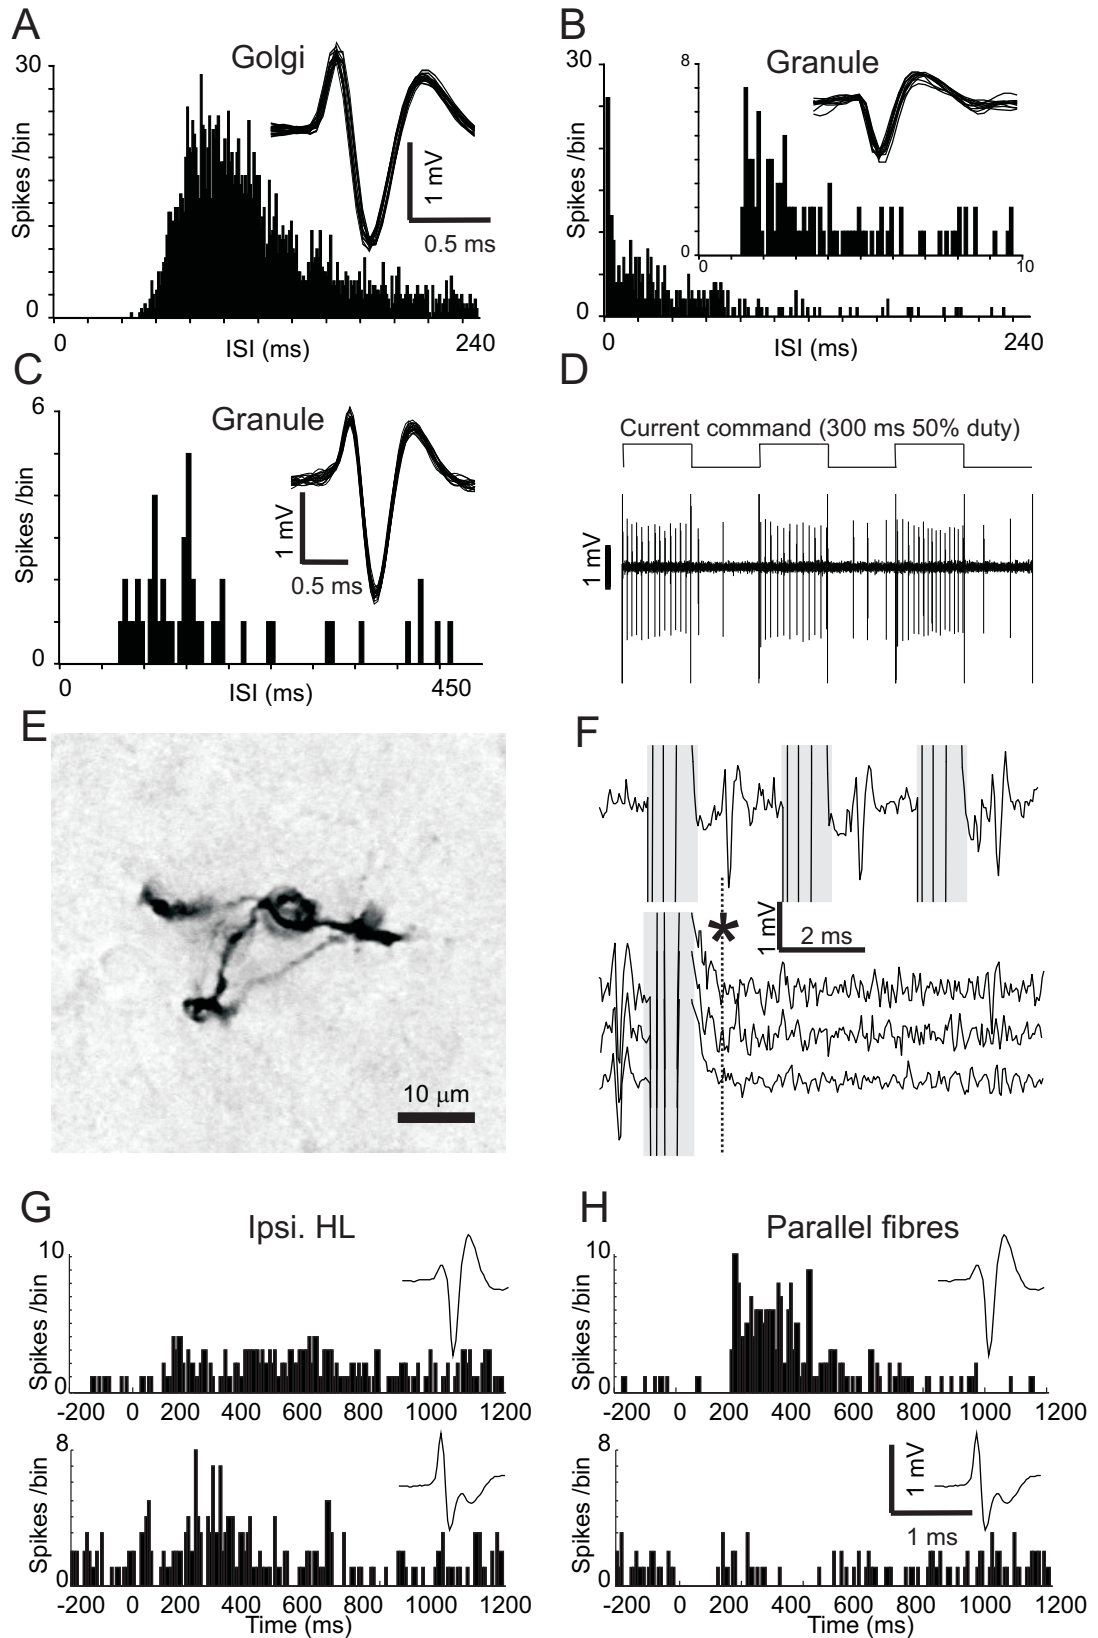 A
Golgi
30
Spikes /bin
0
1 mV
0.5 ms
0
ISI (ms)
240
B
Granule
30
Spikes /bin
0
8
0
0
10
0
ISI (ms)
240
C
Granule
6
Spikes /bin
0
1 mV
0.5 ms
0
ISI (ms)
450
D
Current command (300 ms 50% duty)
1 mV
E
10 μm
F
*
1 mV
2 ms
G
Ipsi. HL
10
Spikes /bin
0
-200 0 200 400 600 800 1000 1200
8
Spikes /bin
0
-200 0 200 400 600 800 1000 1200
Time (ms)
H
Parallel fibres
10
Spikes /bin
0
-200 0 200 400 600 800 1000 1200
8
Spikes /bin
0
1 mV
1 ms
-200 0 200 400 600 800 1000 1200
Time (ms)